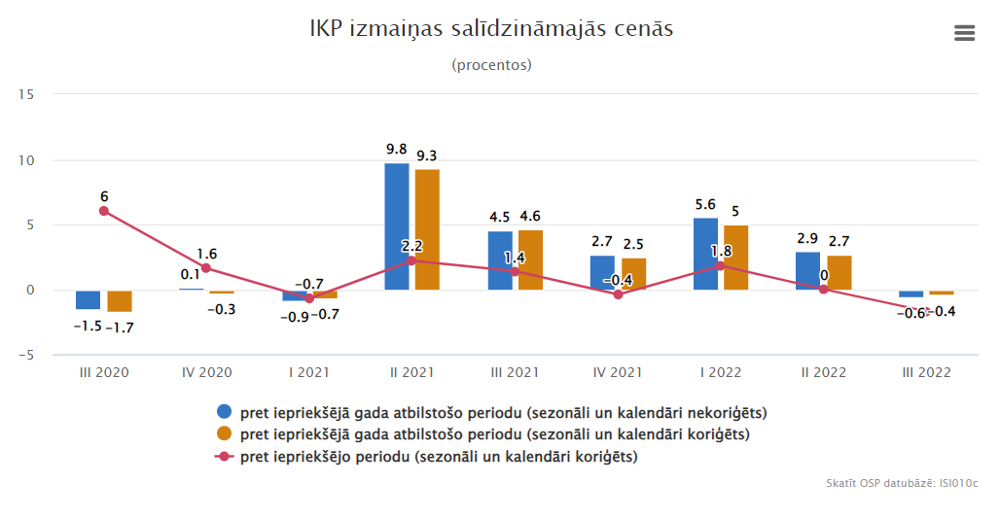 IKP izmaiņas salīdzināmajās cenās
(procentos)
15
10
5
0
−5
6
1.6
−0.7
2.2
1.4
−0.4
1.8
0
−1.5
−1.7
0.1
−0.3
−0.9
−0.7
9.8
9.3
4.5
4.6
2.7
2.5
5.6
5
2.9
2.7
−0.6
−0.4
III 2020
IV 2020
I 2021
II 2021
III 2021
IV 2021
I 2022
II 2022
III 2022
pret iepriekšējā gada atbilstošo periodu (sezonāli un kalendāri nekoriģēts)
pret iepriekšējā gada atbilstošo periodu (sezonāli un kalendāri koriģēts)
pret iepriekšējo periodu (sezonāli un kalendāri koriģēts)
Skatīt OSP datubāzē: ISI010c